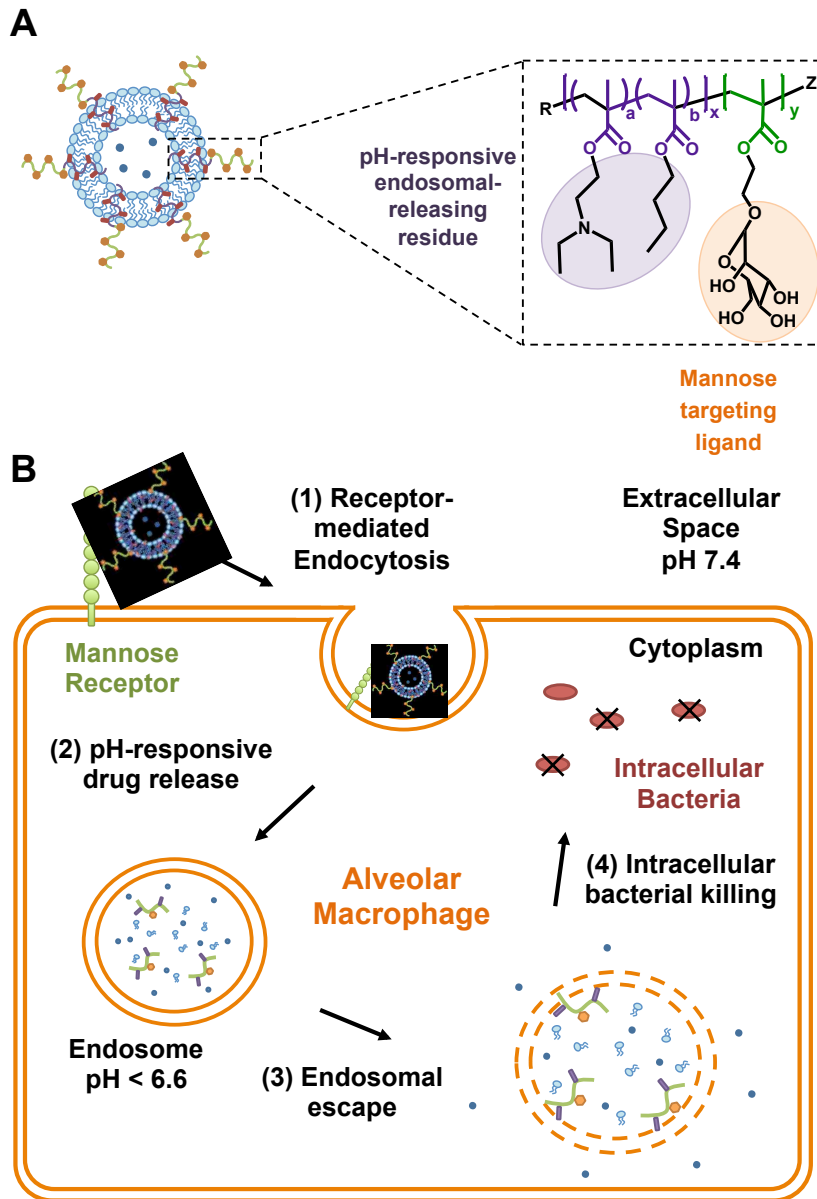 A
R
a
b
x
y
Z
O
O
O
O
O
O
pH-responsive
endosomal-
releasing
residue
N
O
O
HO
OH
HO
OH
HO
Mannose
targeting
ligand
B
(1) Receptor-
mediated
Endocytosis
Extracellular
Space
pH 7.4
Mannose
Receptor
Cytoplasm
(2) pH-responsive
drug release
Intracellular
Bacteria
Alveolar
Macrophage
(4) Intracellular
bacterial killing
Endosome
pH < 6.6
(3) Endosomal
escape